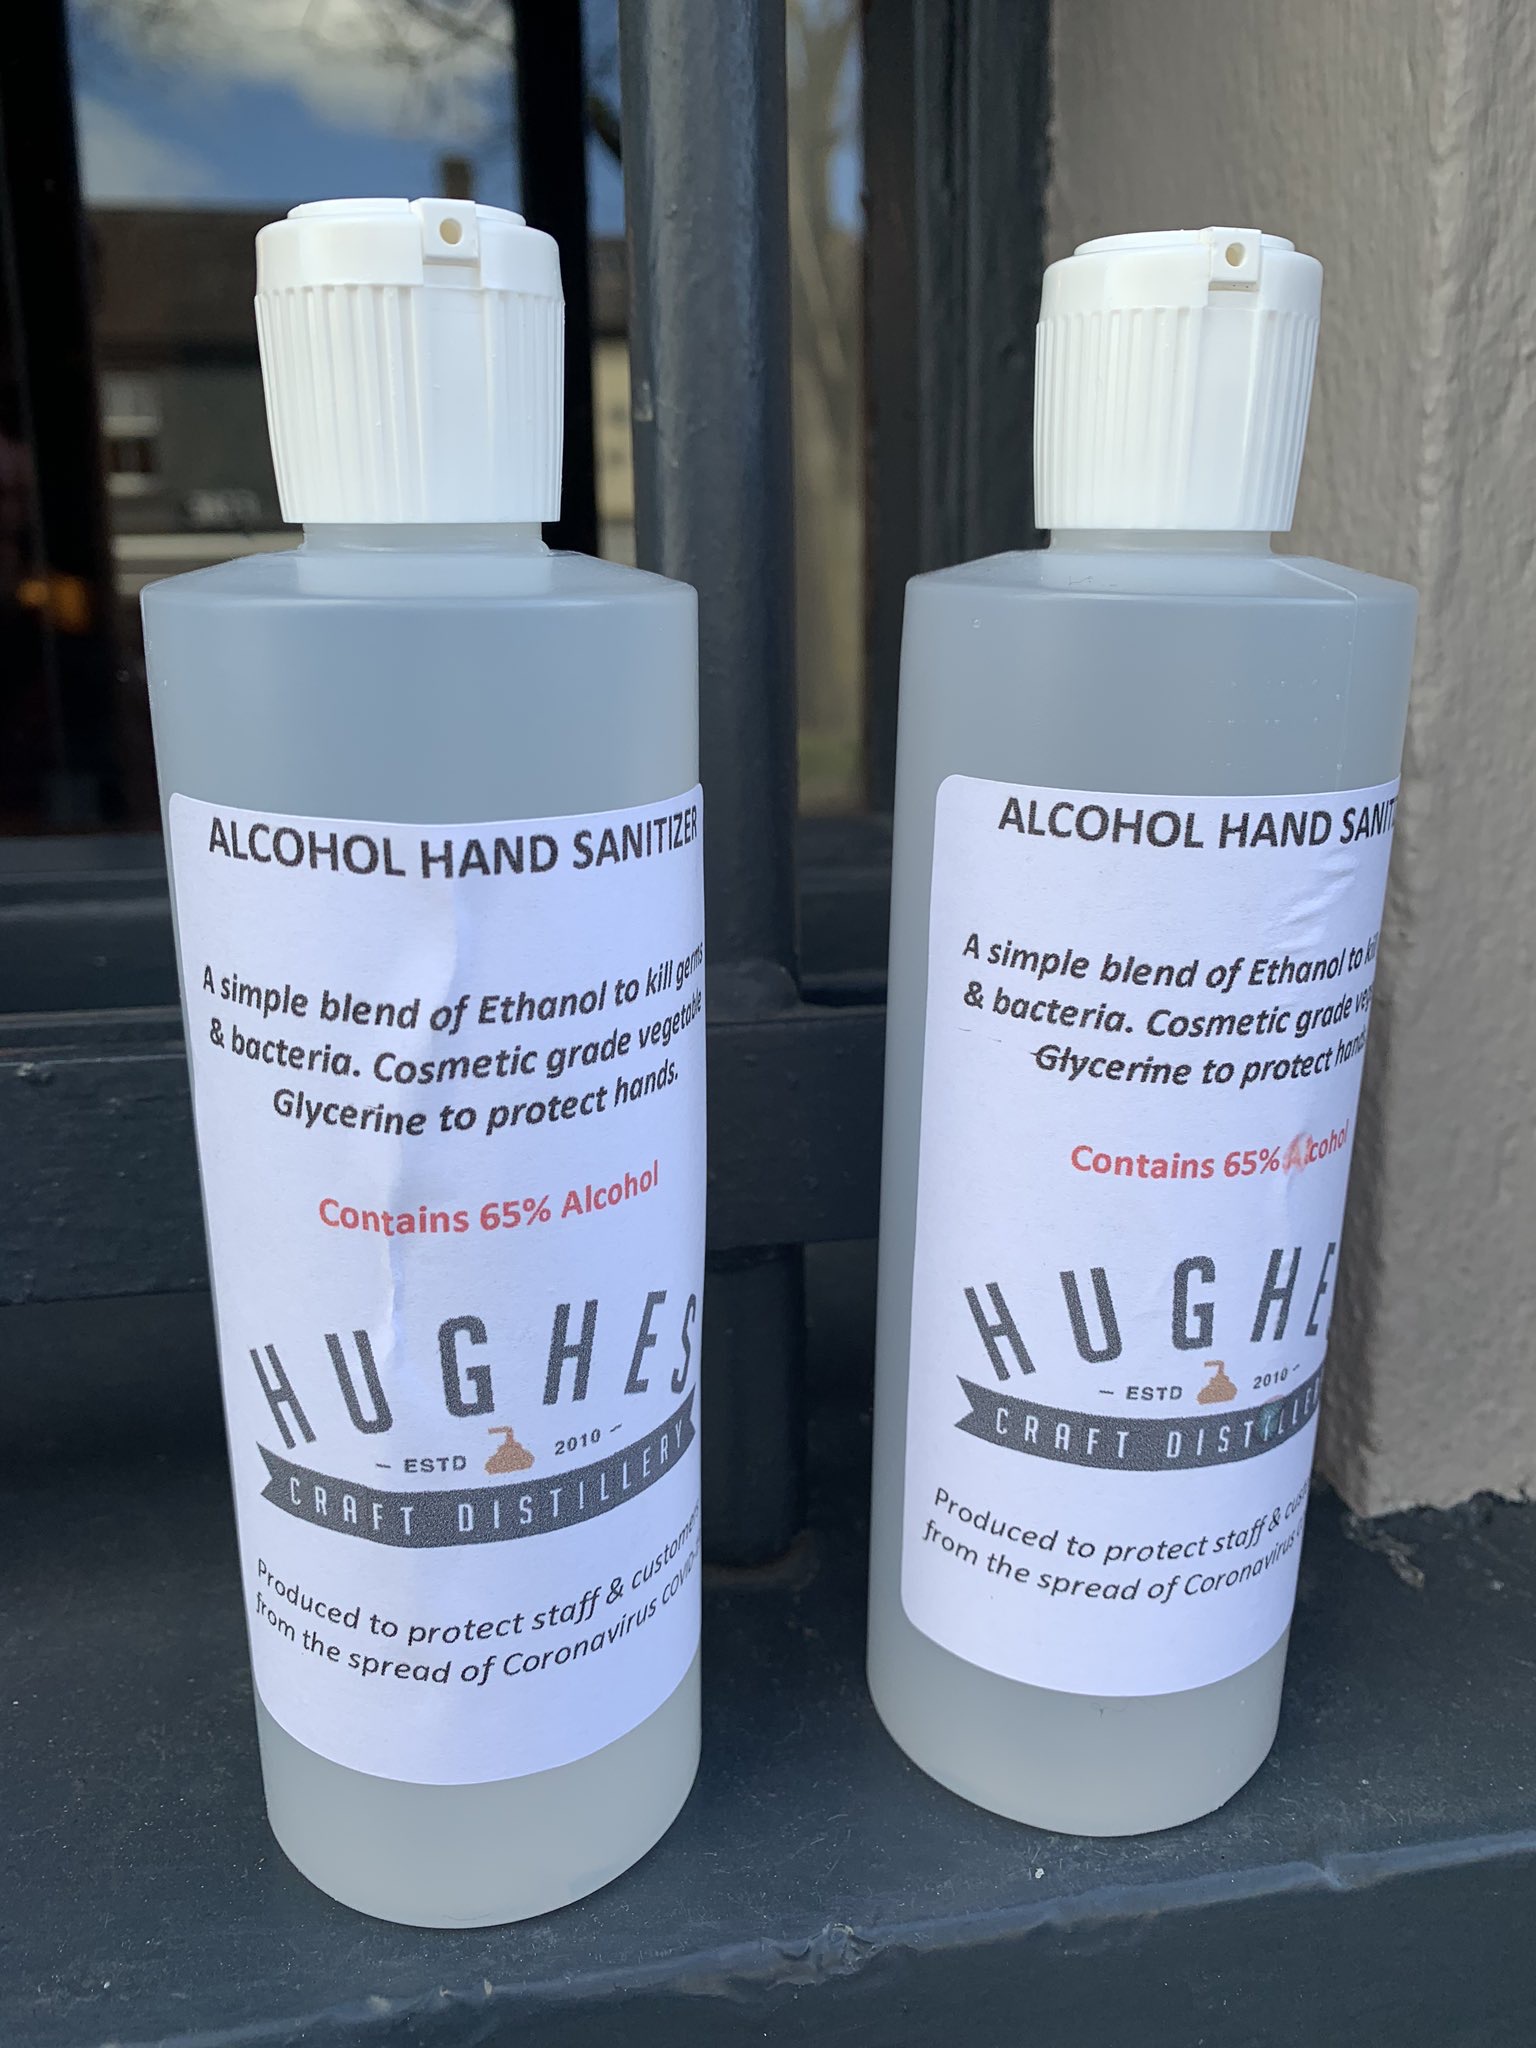 ALCOHOL HAND SANITIZER
A simple blend of Ethanol to kill germs
& bacteria. Cosmetic grade vegetable
Glycerine to protect hands.
Contains 65% Alcohol
HUGHES
– ESTD 2010 –
CRAFT DISTILLERY
Produced to protect staff & customers
from the spread of Coronavirus
ALCOHOL HAND
A simple blend of Ethanol to
& bacteria. Cosmetic grade
Glycerine to protect hands
Contains 65% Alcohol
HUGHE
– ESTD 2010 –
CRAFT DISTILLER
Produced to protect staff &
from the spread of Coronavirus